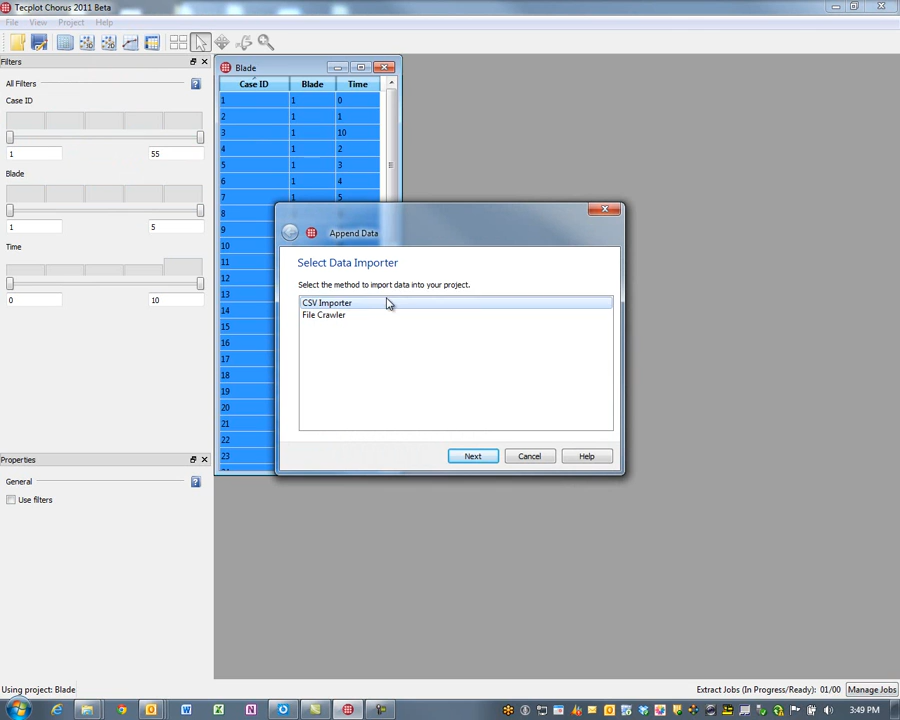 Tecplot Chorus 2011 Beta
File View Project Help
Filters
All Filters
Case ID
1 55
Blade
1 5
Time
0 10
Properties
General
Use filters
Blade
Case ID Blade Time
1 1 0
2 1 1
3 1 10
4 1 2
5 1 3
6 1 4
7 1 5
8
9
10
11
12
13
14
15
16
17
18
19
20
21
22
23
Append Data
Select Data Importer
Select the method to import data into your project.
CSV Importer
File Crawler
Next Cancel Help
Using project: Blade
Extract Jobs (In Progress/Ready): 01/00 Manage Jobs
3:49 PM